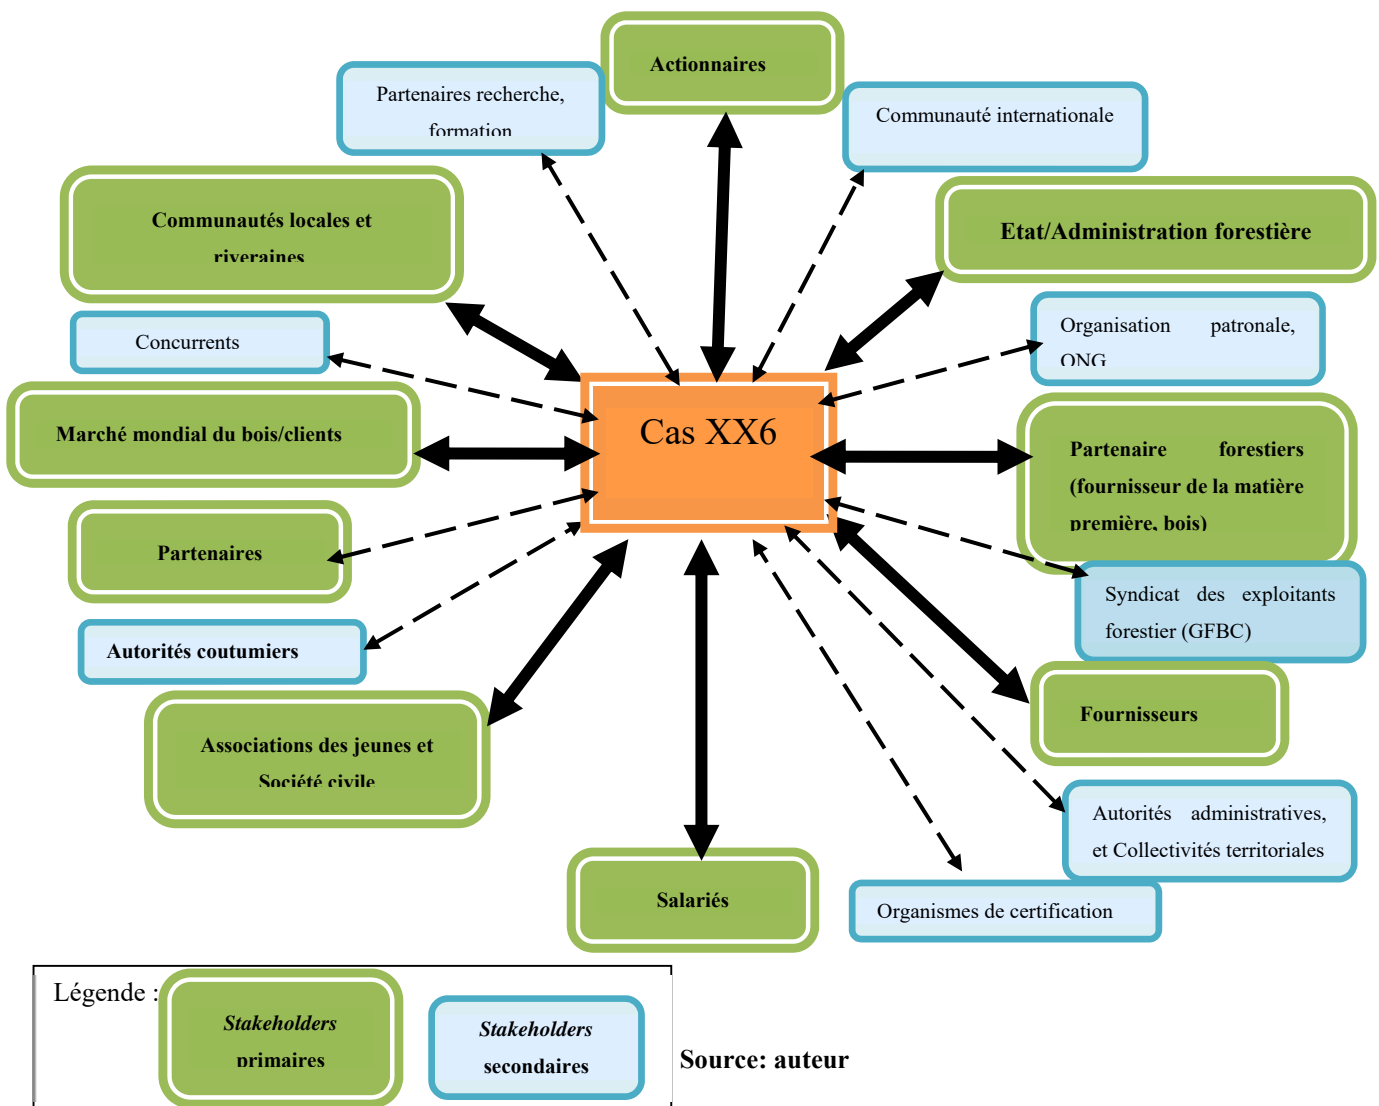 Actionnaires
Partenaires recherche,
formation
Communauté internationale
Communautés locales et
riveraines
Etat/Administration forestière
Concurrents
Organisation patronale,
ONG
Cas XX6
Marché mondial du bois/clients
Partenaire forestiers
(fournisseur de la matière
première, bois)
Partenaires
Syndicat des exploitants
forestier (GFBC)
Autorités coutumiers
Fournisseurs
Associations des jeunes et
Société civile
Autorités administratives,
et Collectivités territoriales
Salariés
Organismes de certification
Légende :
Stakeholders
primaires
Stakeholders
secondaires
Source: auteur